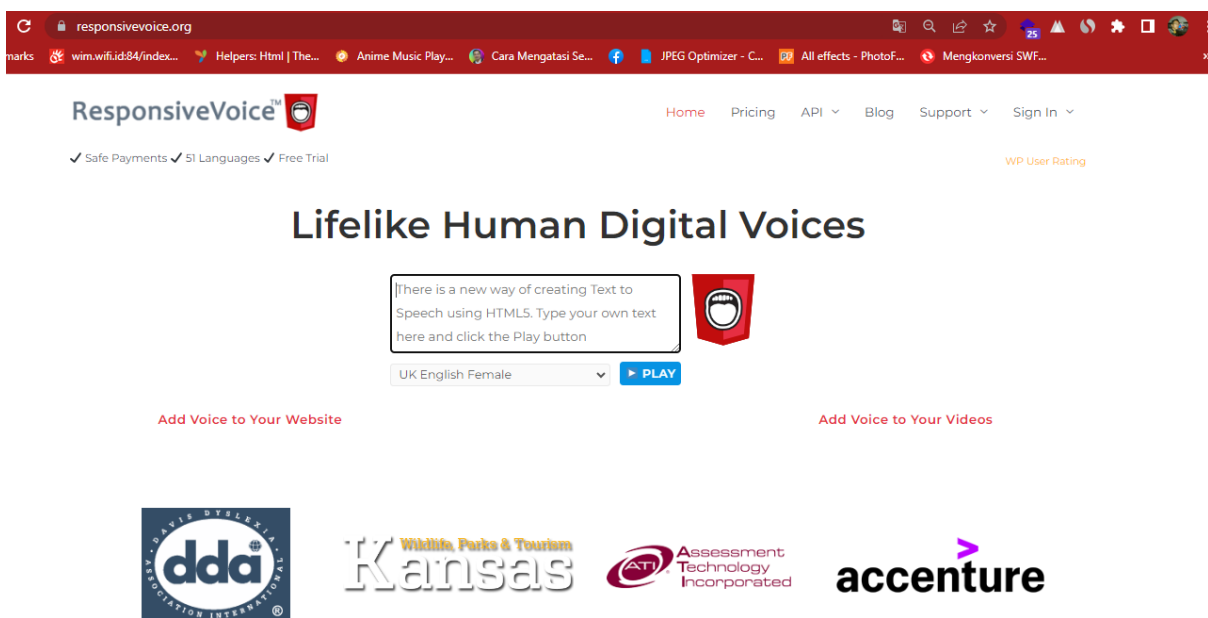 responsivevoice.org
25
marks wim.wifi.id:84/index... Helpers: Html | The... Anime Music Play... Cara Mengatasi Se... JPEG Optimizer - C... All effects - PhotoF... Mengkonversi SWF... »
ResponsiveVoice™
Home Pricing API Blog Support Sign In
✓ Safe Payments ✓ 51 Languages ✓ Free Trial
WP User Rating
Lifelike Human Digital Voices
There is a new way of creating Text to
Speech using HTML5. Type your own text
here and click the Play button
UK English Female
PLAY
Add Voice to Your Website
Add Voice to Your Videos
DAVIS DYSLEXIA
dda
ASSOCIATION INTERNATIONAL
®
Wildlife, Parks & Tourism
Kansas
ATI
Assessment
Technology
Incorporated
accenture